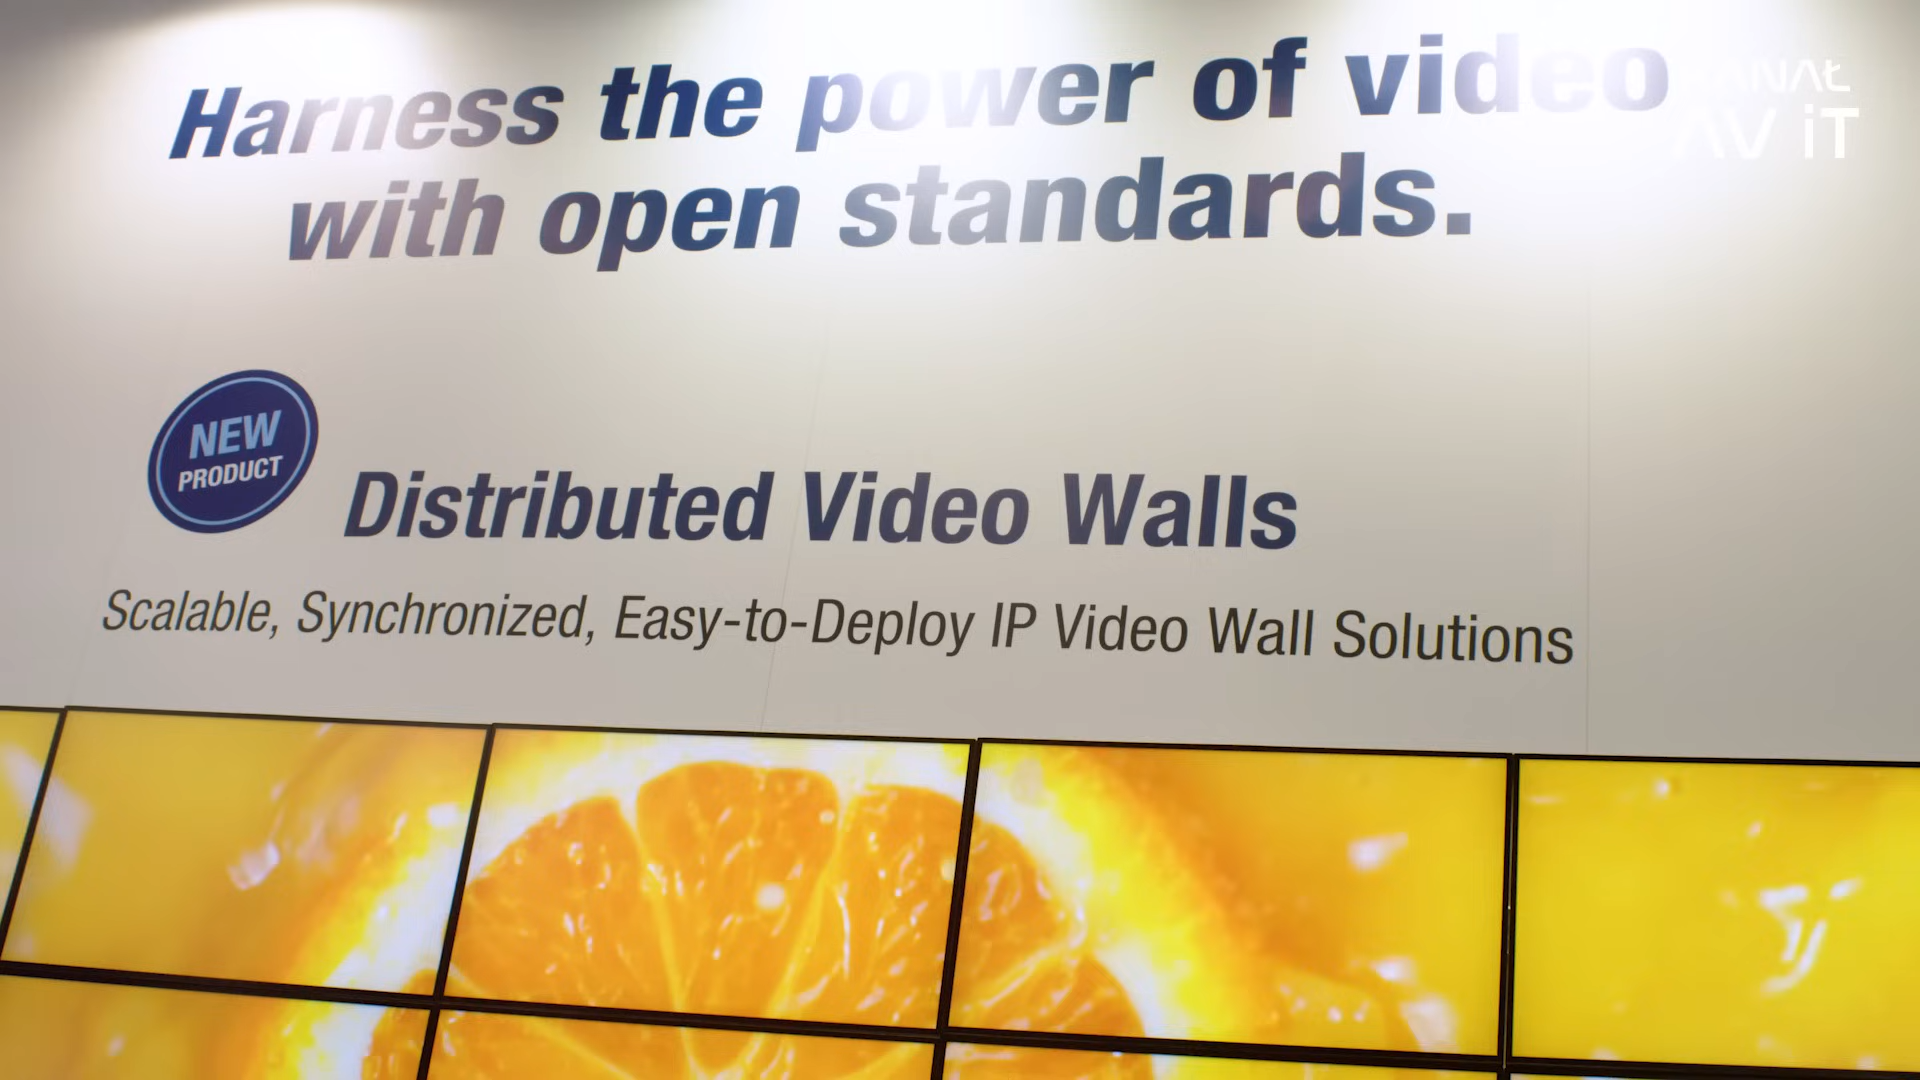 Harness the power of video
with open standards.
NEW
PRODUCT
Distributed Video Walls
Scalable, Synchronized, Easy-to-Deploy IP Video Wall Solutions
AV iT